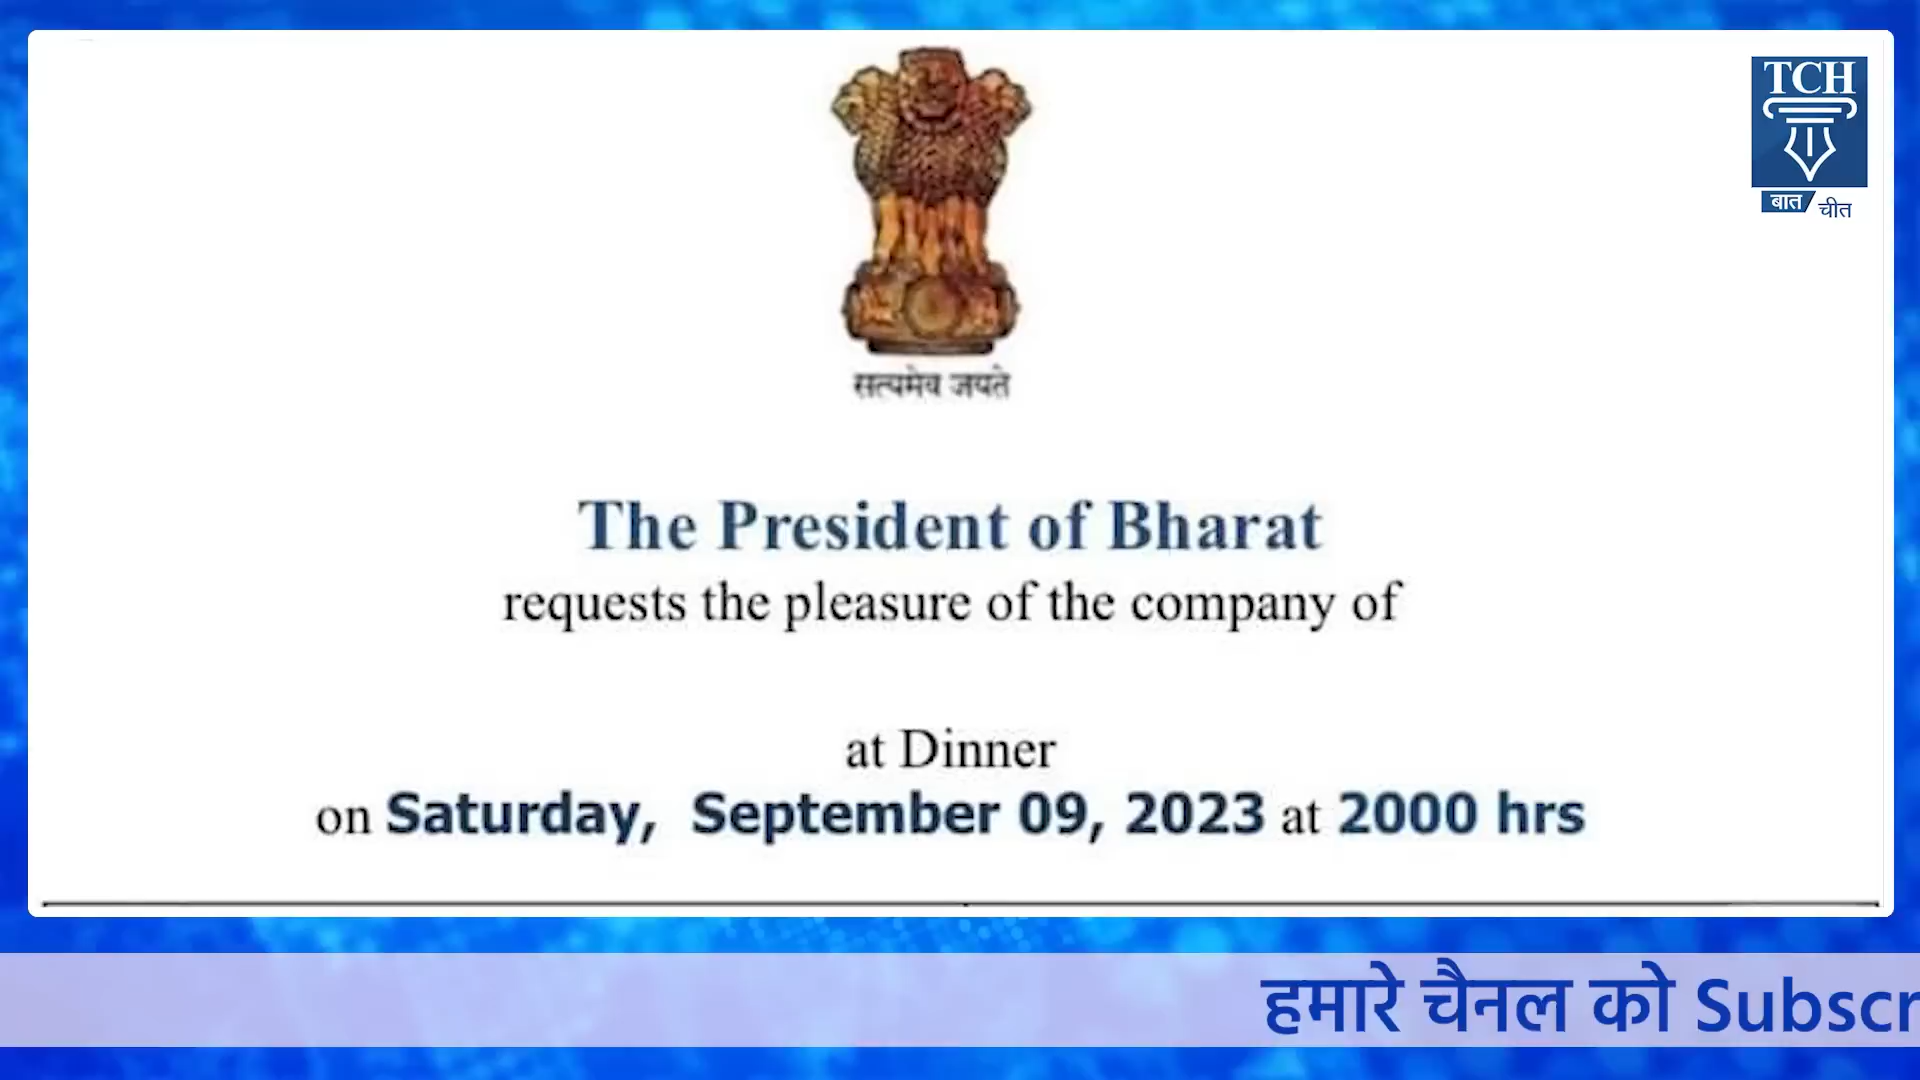 TCH
बात चीत
सत्यमेव जयते
The President of Bharat
requests the pleasure of the company of
at Dinner
on Saturday, September 09, 2023 at 2000 hrs
हमारे चैनल को Subscr